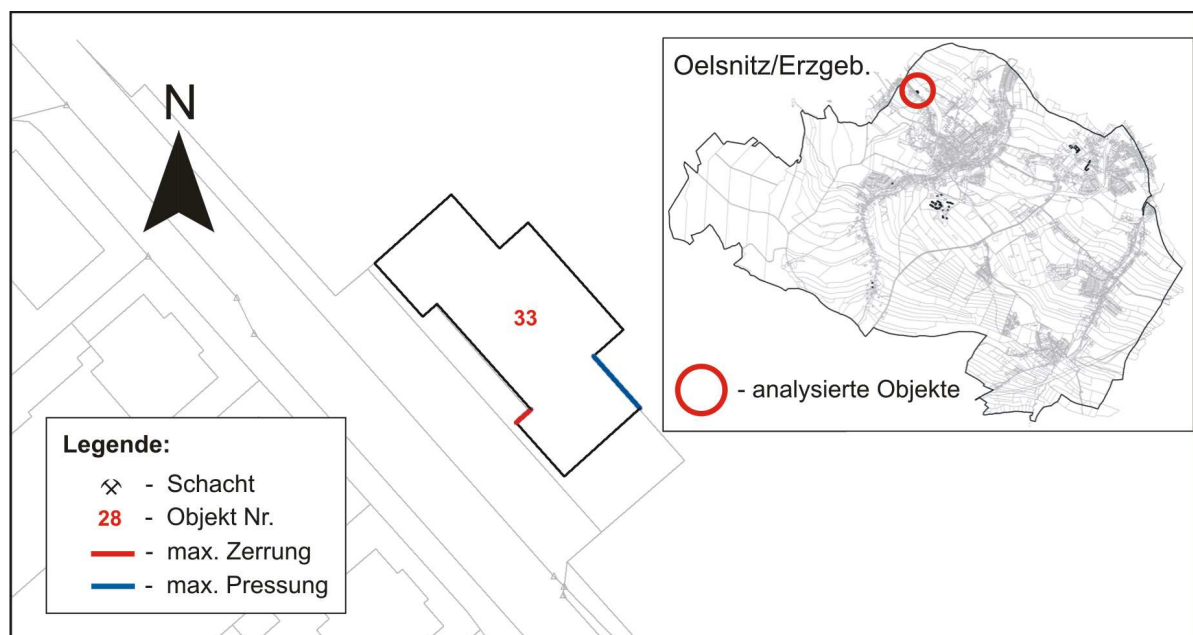 N
33
Oelsnitz/Erzgeb.
- analysierte Objekte
Legende:
- Schacht
28 - Objekt Nr.
- max. Zerrung
- max. Pressung